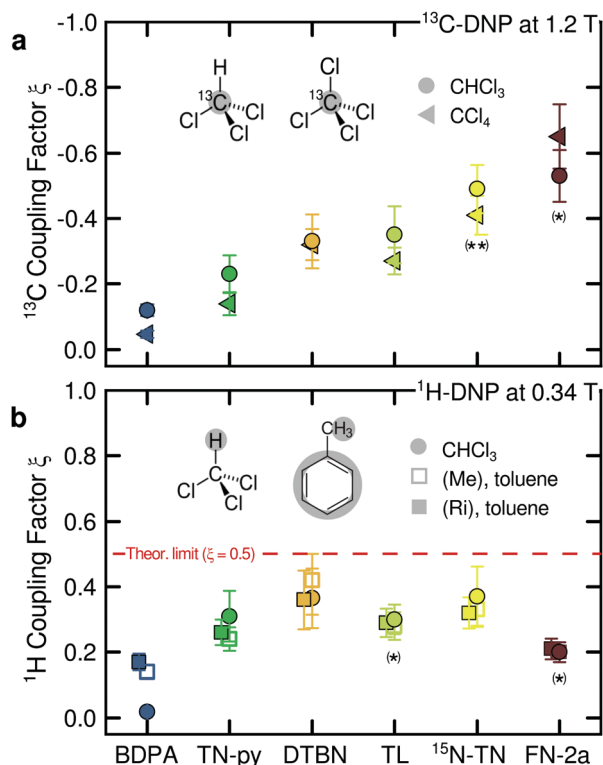 a
¹³C-DNP at 1.2 T
-1.0
-0.8
-0.6
-0.4
-0.2
0.0
¹³C Coupling Factor ξ
H
¹³C
Cl
Cl
Cl
Cl
¹³C
Cl
Cl
Cl
CHCl₃
CCl₄
(**)
(*)
b
¹H-DNP at 0.34 T
1.0
0.8
0.6
0.4
0.2
0.0
¹H Coupling Factor ξ
H
C
Cl
Cl
Cl
CH₃
CHCl₃
(Me), toluene
(Ri), toluene
Theor. limit (ξ = 0.5)
(*)
(*)
BDPA TN-py DTBN TL ¹⁵N-TN FN-2a